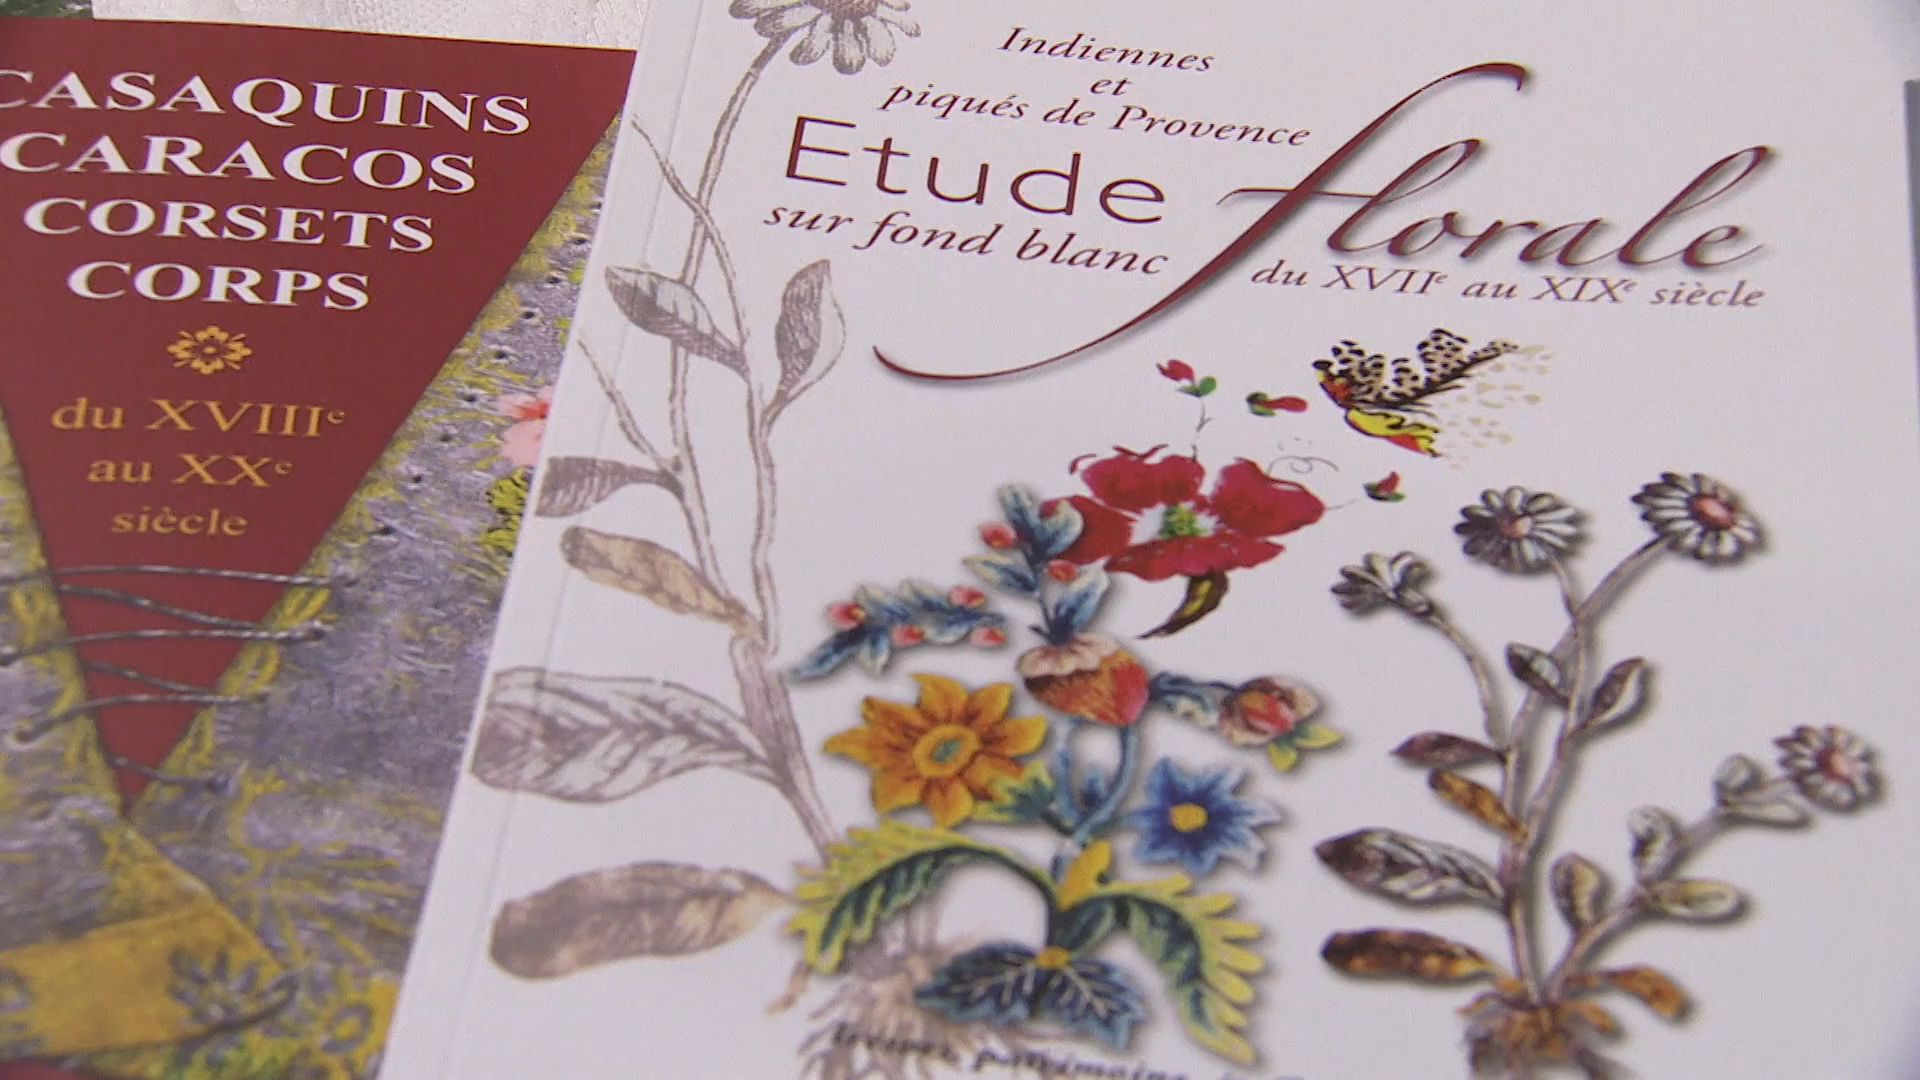 CASAQUINS
CARACOS
CORSETS
CORPS
du XVIIIe
au XXe
siècle
Indiennes
et
piqués de Provence
Etude florale
sur fond blanc
du XVIIe au XIXe siècle